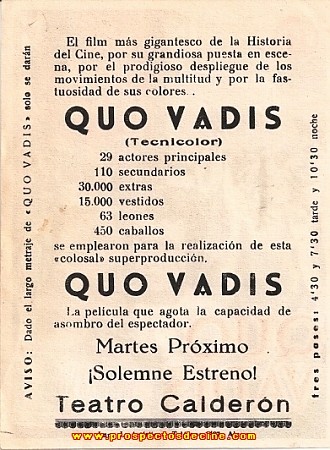 El film más gigantesco de la Historia
del Cine, por su grandiosa puesta en esce-
na, por el prodigioso despliegue de los
movimientos de la multitud y por la fas-
tuosidad de sus colores. .
QUO VADIS
(Tecnicolor)
29 actores principales
110 secundarios
30.000 extras
15.000 vestidos
63 leones
450 caballos
se emplearon para la realización de esta
«colosal» superproducción.
QUO VADIS
La película que agota la capacidad de
asombro del espectador.
Martes Próximo
¡Solemne Estreno!
Teatro Calderón
AVISO: Dado el largo metraje de «QUO VADIS» solo se darán
tres pases: 4'30 y 7'30 tarde y 10'30 noche
www.prospectosdecine.com